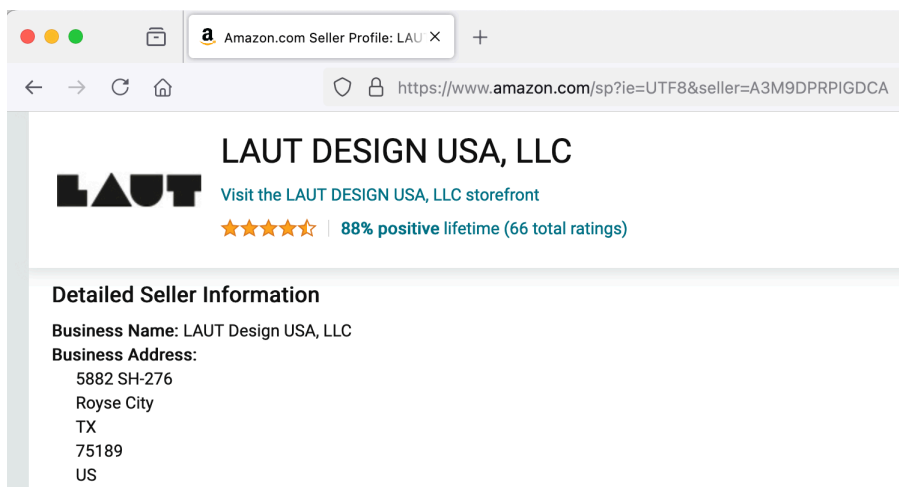 Amazon.com Seller Profile: LAU
https://www.amazon.com/sp?ie=UTF8&seller=A3M9DPRPIGDCA
LAUT
LAUT DESIGN USA, LLC
Visit the LAUT DESIGN USA, LLC storefront
88% positive lifetime (66 total ratings)
Detailed Seller Information
Business Name: LAUT Design USA, LLC
Business Address:
5882 SH-276
Royse City
TX
75189
US